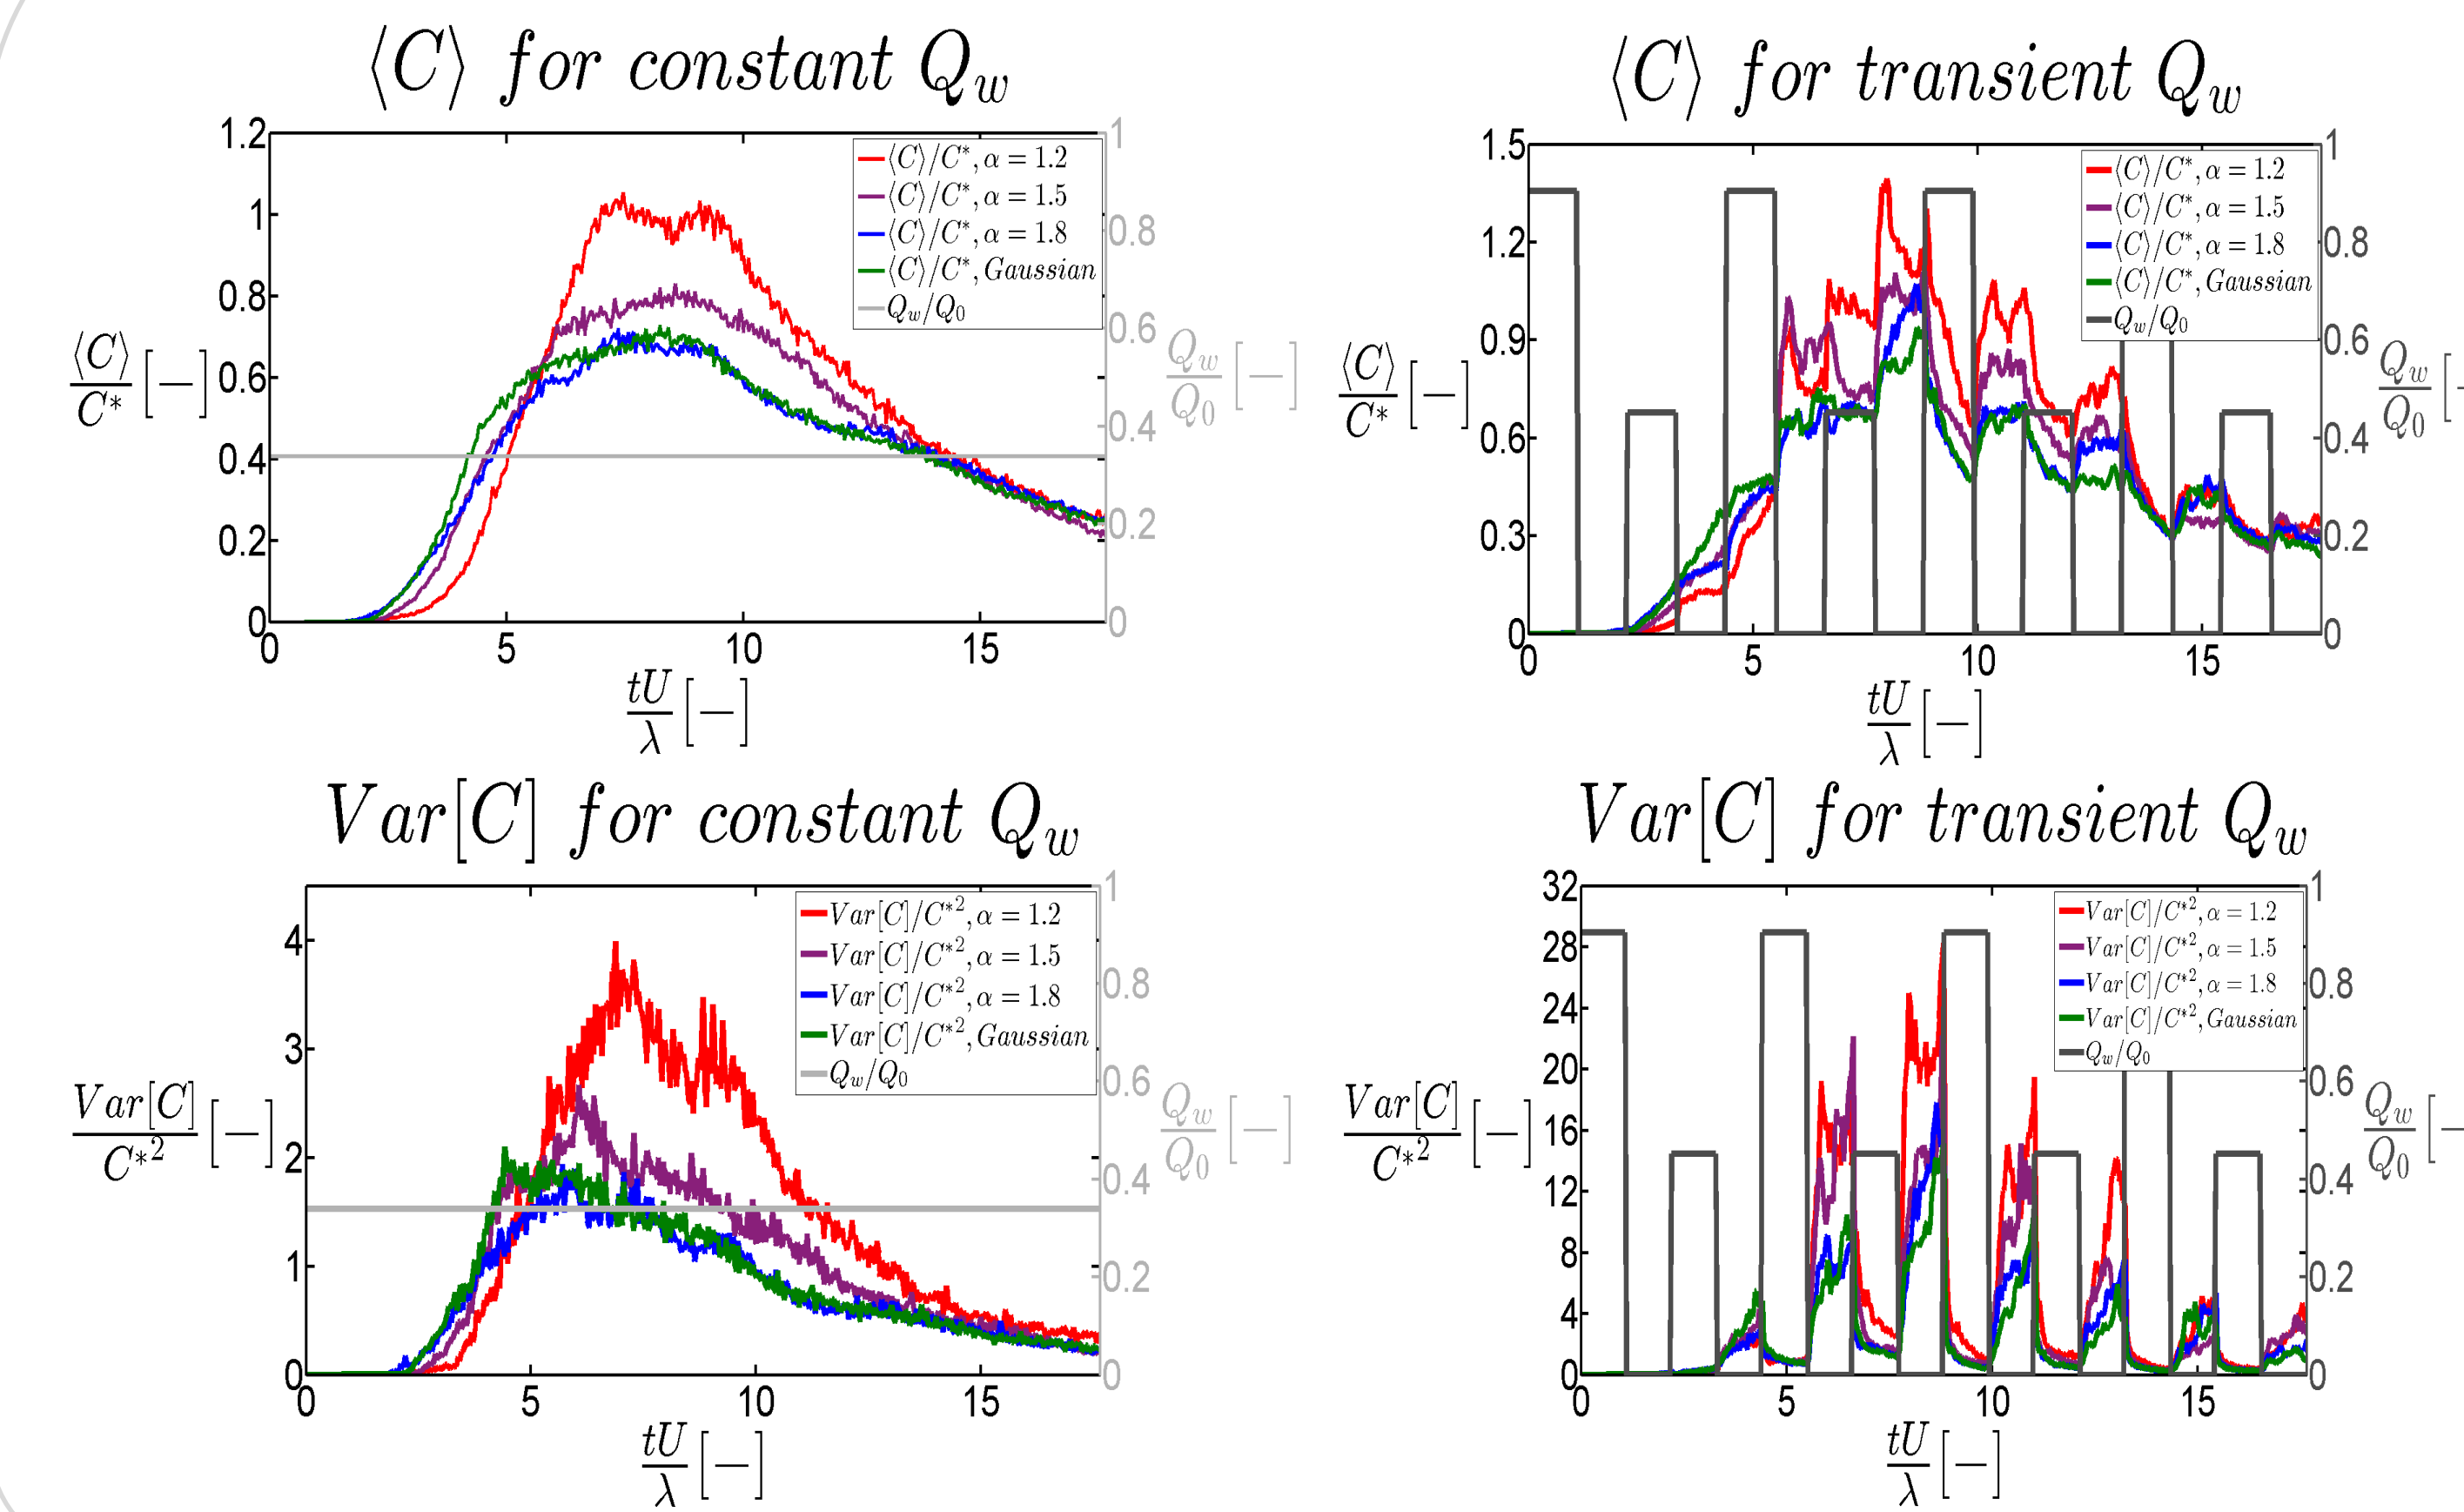 ⟨C⟩ for constant Q_w
1.2
1
0.8
0.6
0.4
0.2
0
0
5
10
15
1
0.8
0.6
0.4
0.2
0
⟨C⟩/C* [−]
Q_w/Q_0 [−]
tU/λ [−]
⟨C⟩/C*, α = 1.2
⟨C⟩/C*, α = 1.5
⟨C⟩/C*, α = 1.8
⟨C⟩/C*, Gaussian
Q_w/Q_0
⟨C⟩ for transient Q_w
1.5
1.2
0.9
0.6
0.3
0
0
5
10
15
1
0.8
0.6
0.4
0.2
0
⟨C⟩/C* [−]
Q_w/Q_0 [−
tU/λ [−]
⟨C⟩/C*, α = 1.2
⟨C⟩/C*, α = 1.5
⟨C⟩/C*, α = 1.8
⟨C⟩/C*, Gaussian
Q_w/Q_0
Var[C] for constant Q_w
4
3
2
1
0
0
5
10
15
1
0.8
0.6
0.4
0.2
0
Var[C]/C*² [−]
Q_w/Q_0 [−]
tU/λ [−]
Var[C]/C*², α = 1.2
Var[C]/C*², α = 1.5
Var[C]/C*², α = 1.8
Var[C]/C*², Gaussian
Q_w/Q_0
Var[C] for transient Q_w
32
28
24
20
16
12
8
4
0
0
5
10
15
1
0.8
0.6
0.4
0.2
0
Var[C]/C*² [−]
Q_w/Q_0 [−
tU/λ [−]
Var[C]/C*², α = 1.2
Var[C]/C*², α = 1.5
Var[C]/C*², α = 1.8
Var[C]/C*², Gaussian
Q_w/Q_0